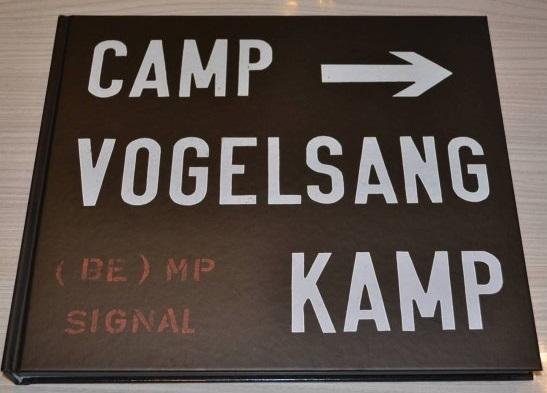 CAMP
VOGELSANG
KAMP
(BE) MP
SIGNAL